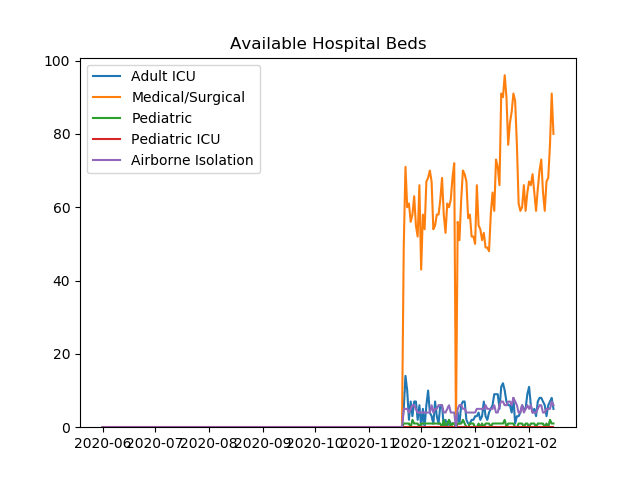 Available Hospital Beds
100
80
60
40
20
0
Adult ICU
Medical/Surgical
Pediatric
Pediatric ICU
Airborne Isolation
2020-06 2020-07 2020-08 2020-09 2020-10 2020-11 2020-12 2021-01 2021-02